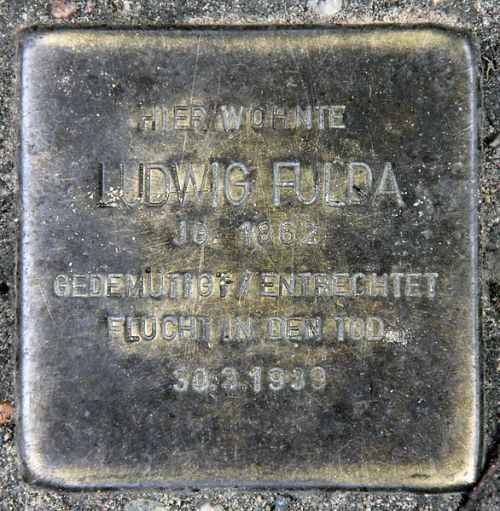 HIER WOHNTE
LUDWIG FULDA
JG. 1862
GEDEMÜTIGT / ENTRECHTET
FLUCHT IN DEN TOD
30.3.1939